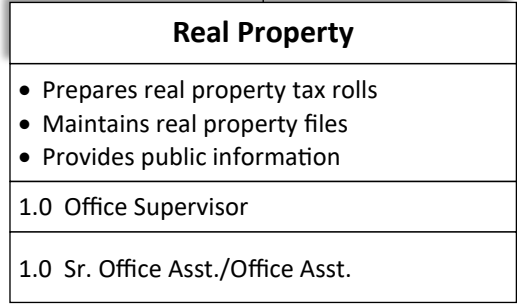 Real Property
• Prepares real property tax rolls
• Maintains real property files
• Provides public information
1.0 Office Supervisor
1.0 Sr. Office Asst./Office Asst.